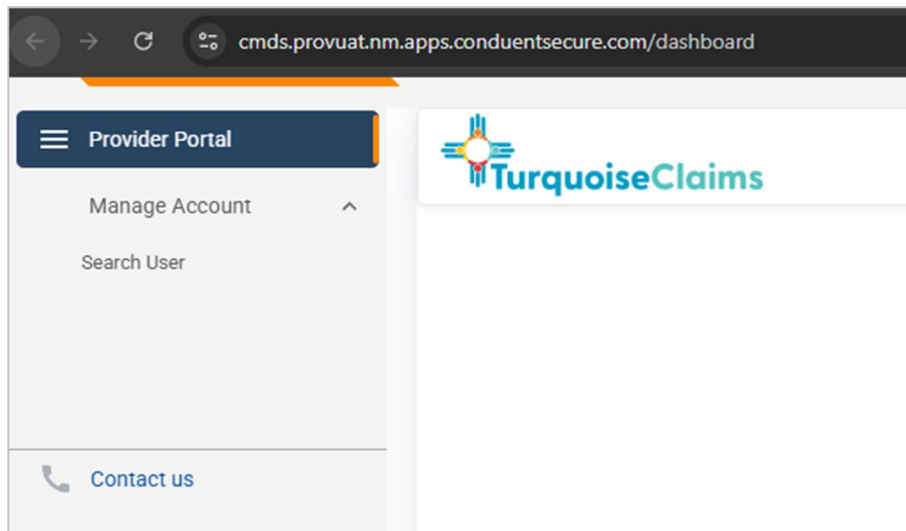 cmds.provuat.nm.apps.conduentsecure.com/dashboard
Provider Portal
TurquoiseClaims
Manage Account
Search User
Contact us